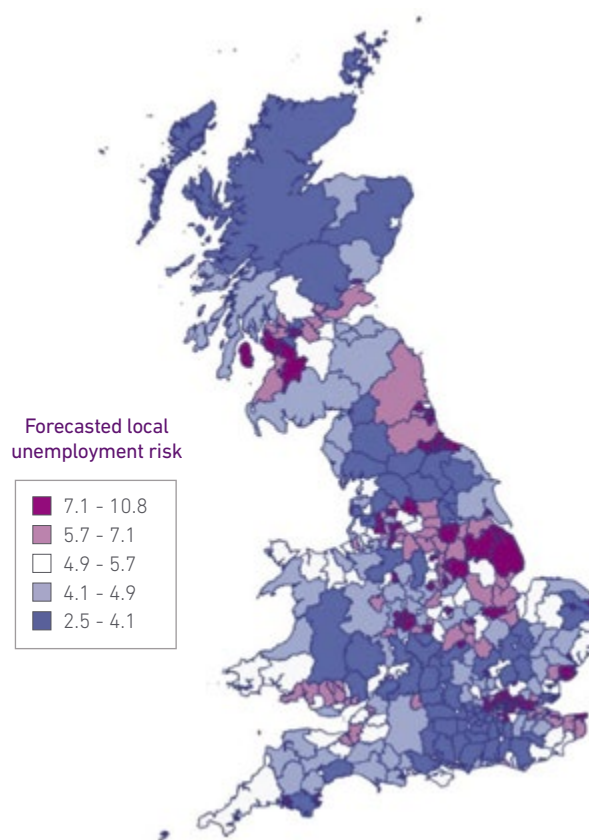 Forecasted local
unemployment risk
7.1 - 10.8
5.7 - 7.1
4.9 - 5.7
4.1 - 4.9
2.5 - 4.1